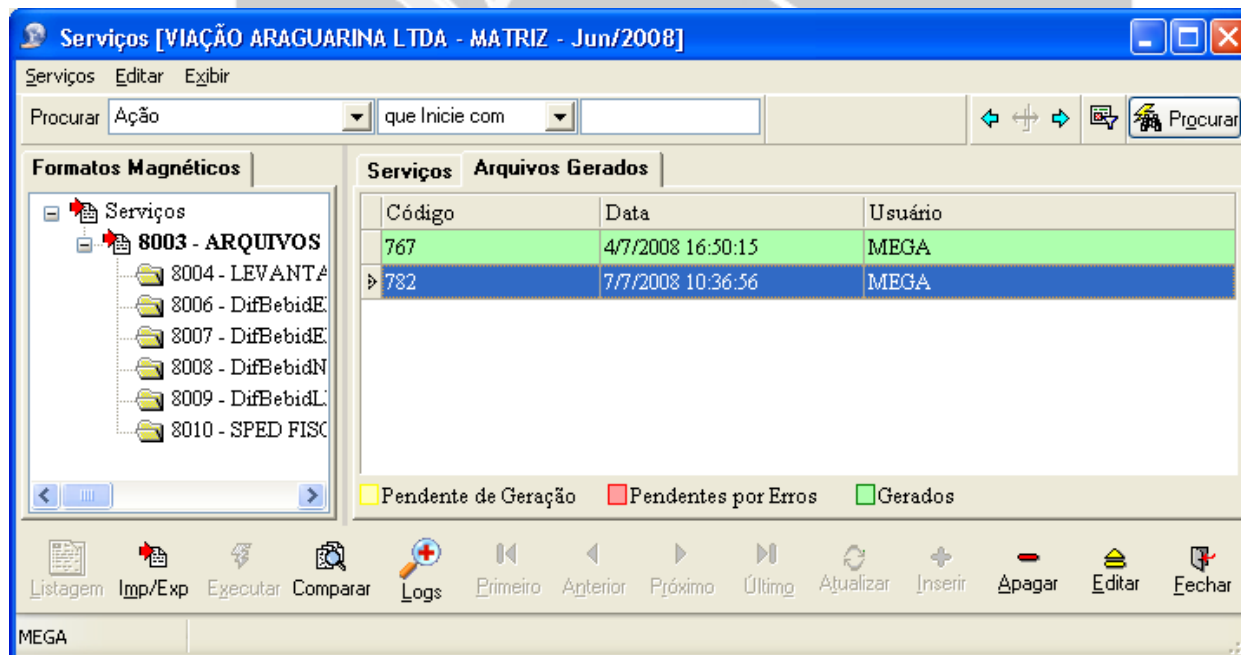 Serviços [VIAÇÃO ARAGUARINA LTDA - MATRIZ - Jun/2008]
Serviços Editar Exibir
Procurar Ação que Inicie com Procurar
Formatos Magnéticos
Serviços Arquivos Gerados
Serviços
8003 - ARQUIVOS
8004 - LEVANTA
8006 - DifBebidE
8007 - DifBebidE
8008 - DifBebidN
8009 - DifBebidL
8010 - SPED FISC
Código Data Usuário
767 4/7/2008 16:50:15 MEGA
782 7/7/2008 10:36:56 MEGA
Pendente de Geração Pendentes por Erros Gerados
Listagem Imp/Exp Executar Comparar Logs Primeiro Anterior Próximo Último Atualizar Inserir Apagar Editar Fechar
MEGA